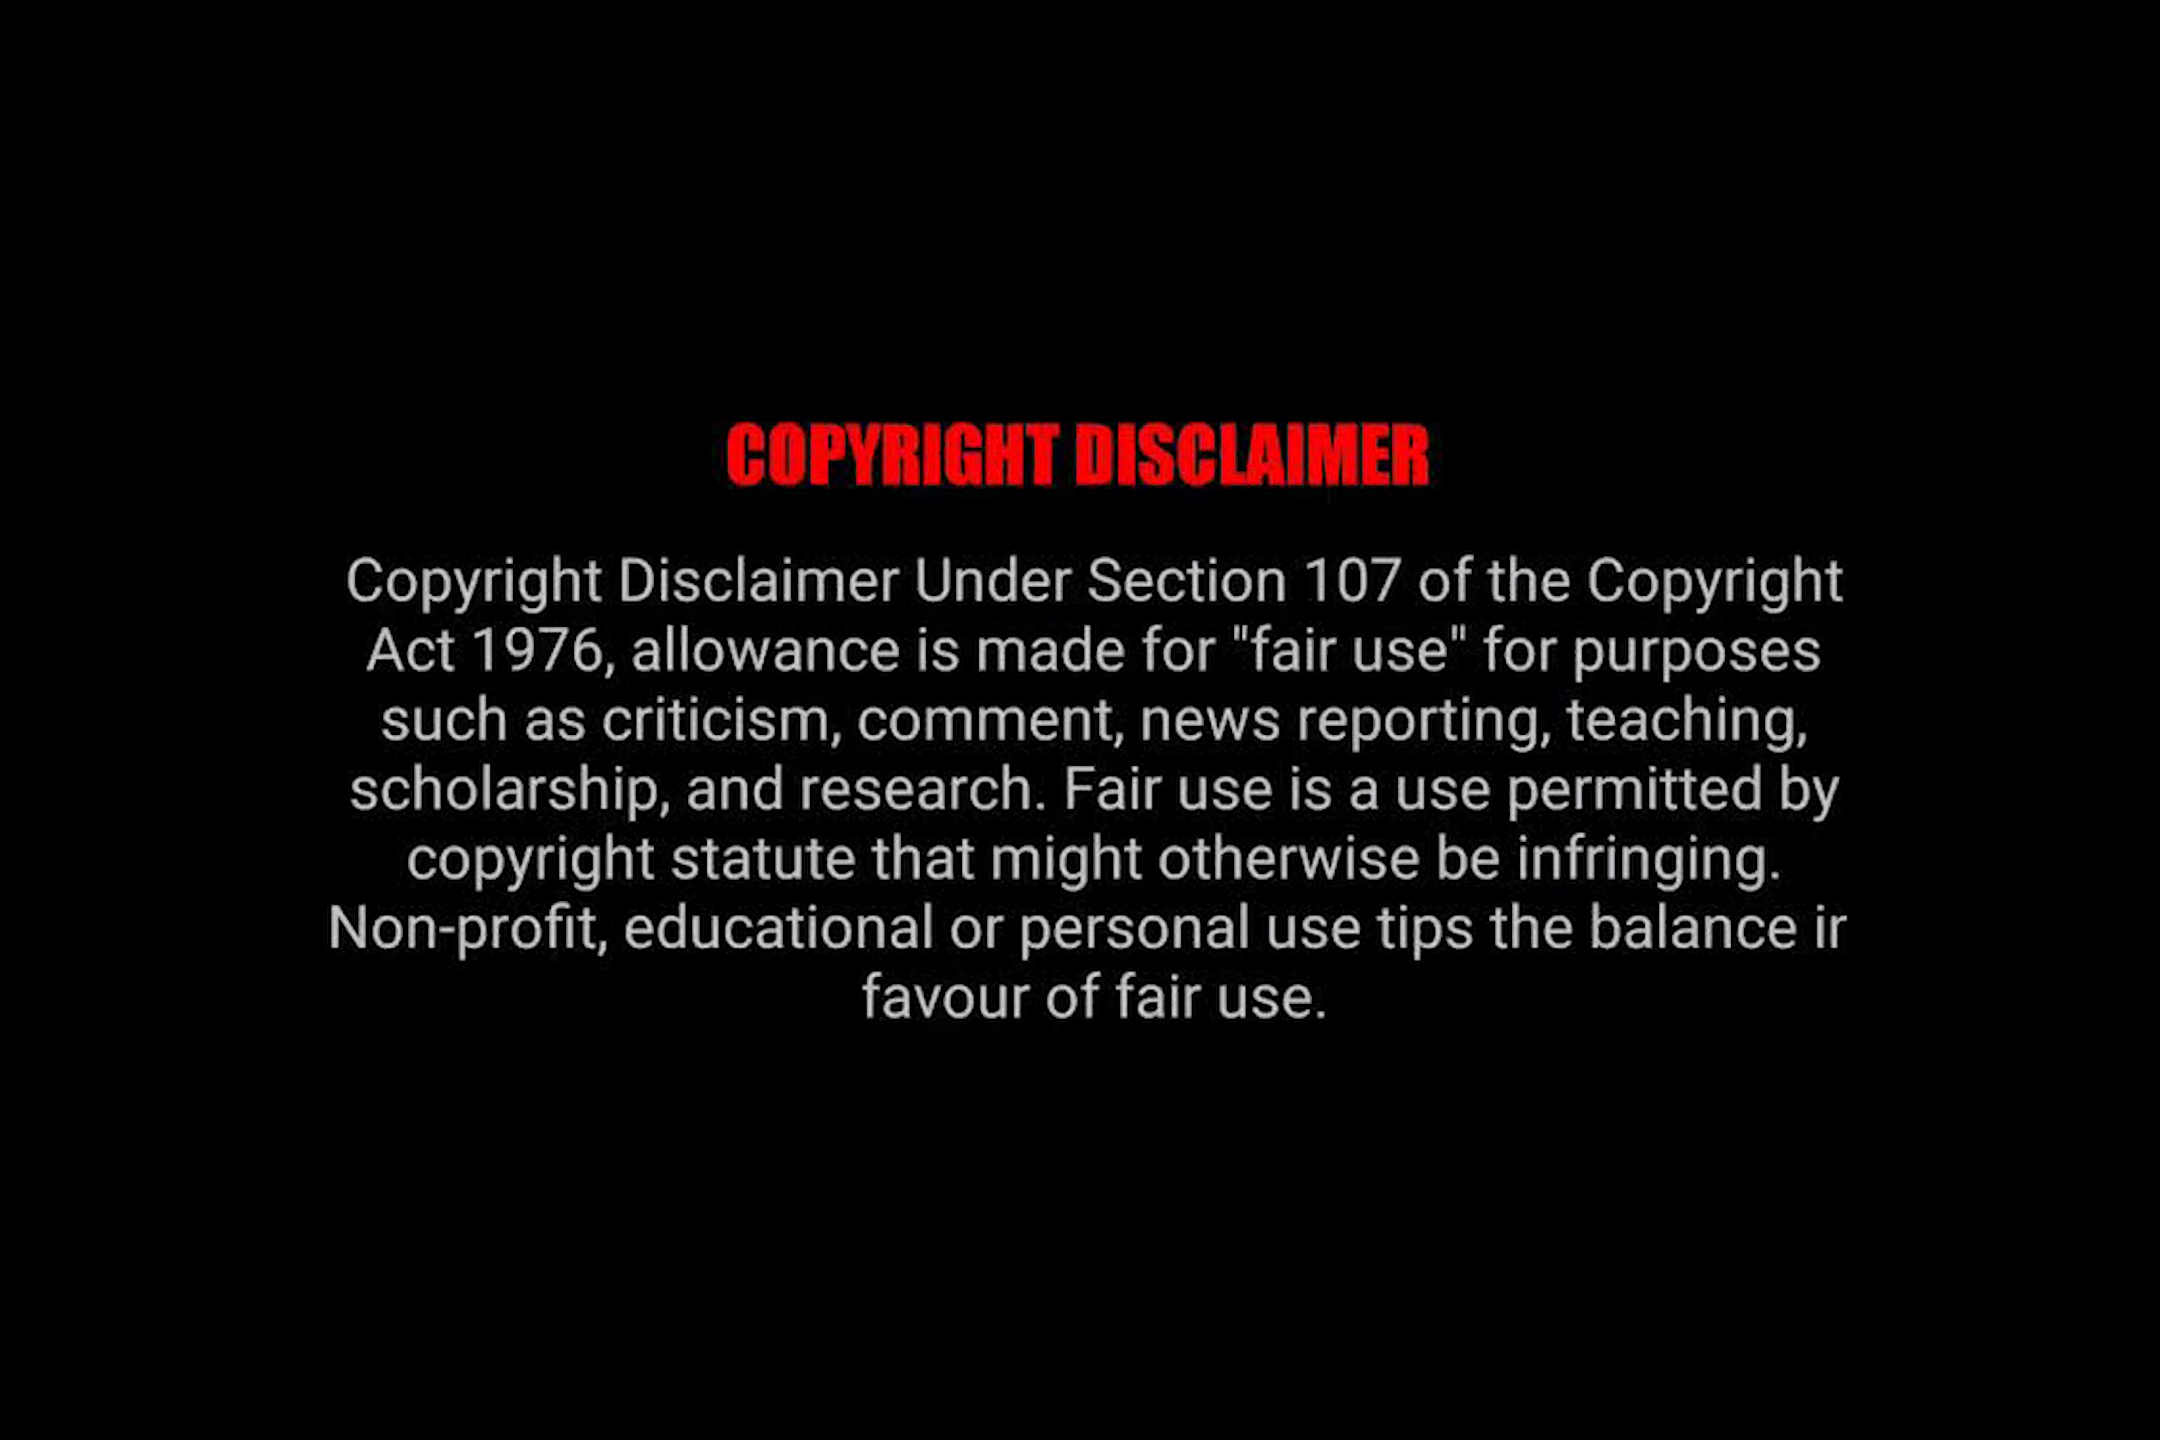 COPYRIGHT DISCLAIMER
Copyright Disclaimer Under Section 107 of the Copyright
Act 1976, allowance is made for "fair use" for purposes
such as criticism, comment, news reporting, teaching,
scholarship, and research. Fair use is a use permitted by
copyright statute that might otherwise be infringing.
Non-profit, educational or personal use tips the balance ir
favour of fair use.